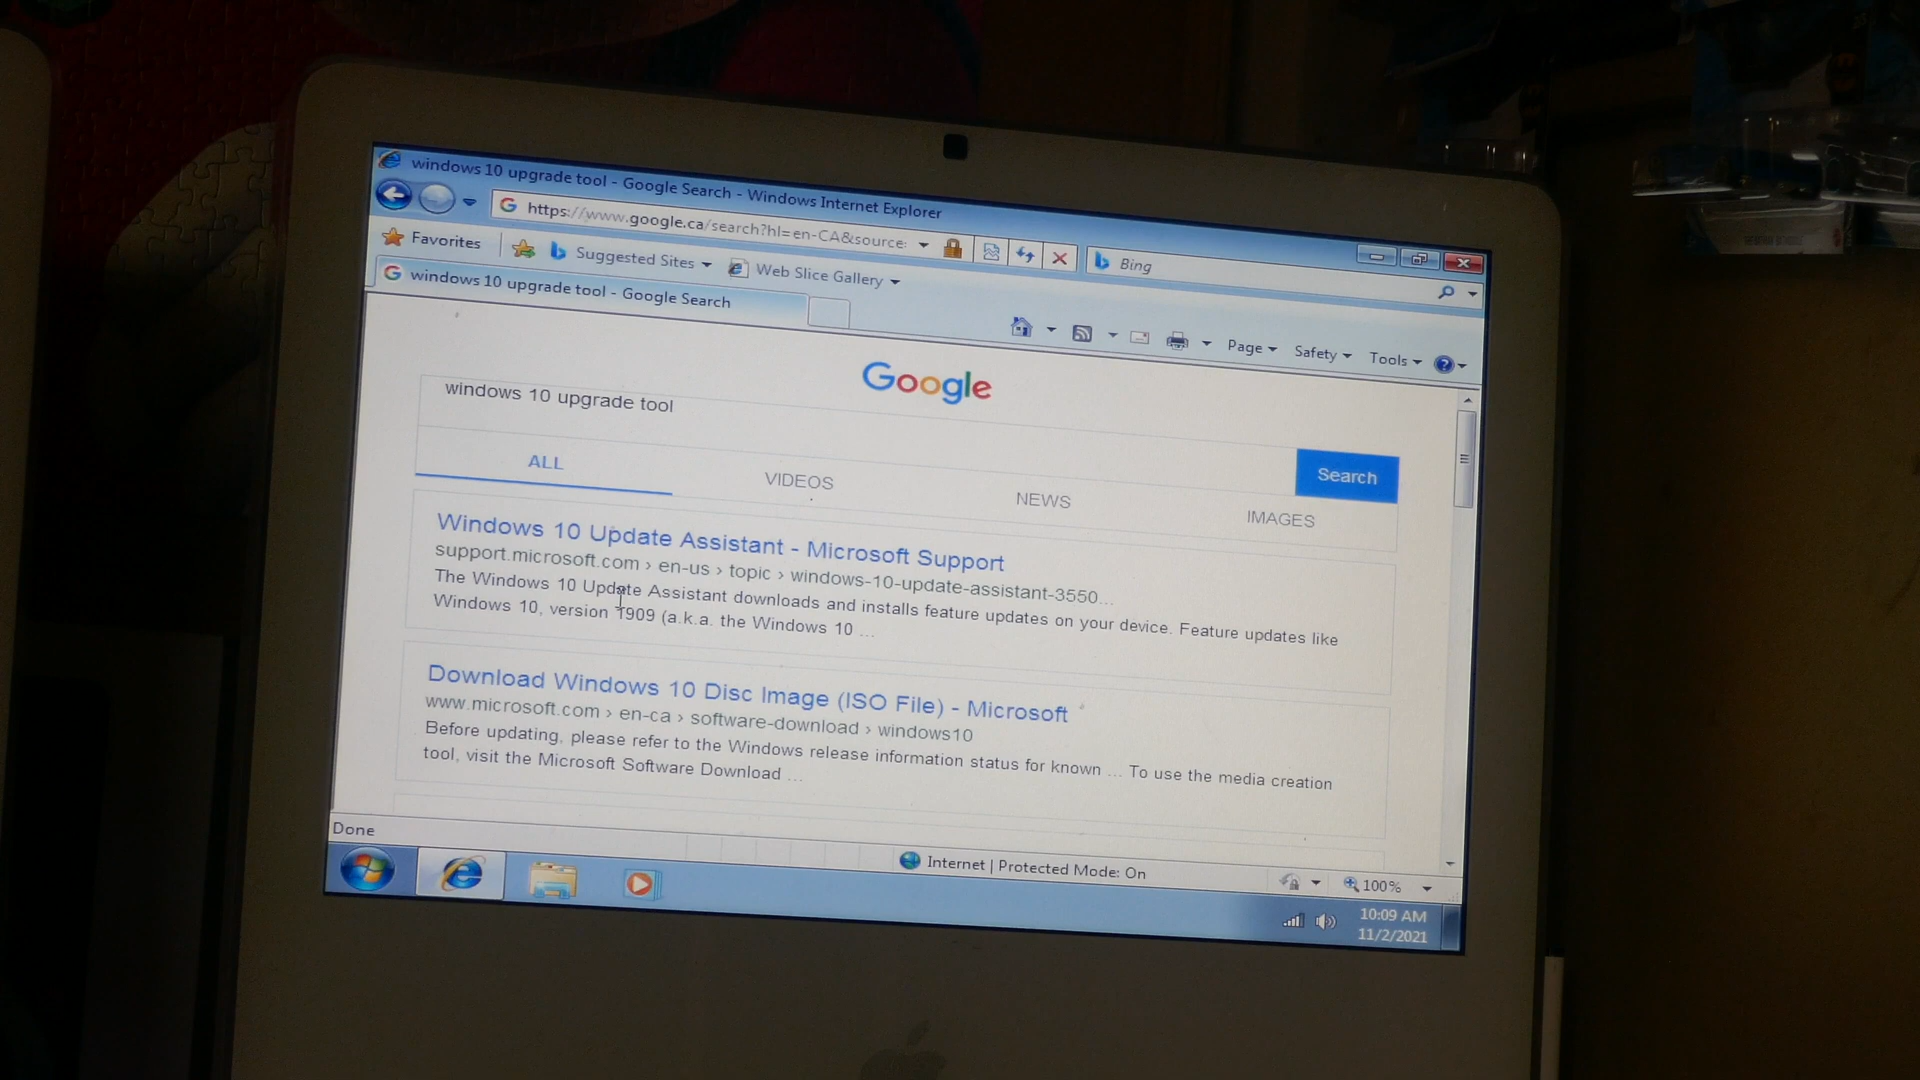 windows 10 upgrade tool - Google Search - Windows Internet Explorer
https://www.google.ca/search?hl=en-CA&source:
Bing
Favorites
Suggested Sites
Web Slice Gallery
windows 10 upgrade tool - Google Search
Page
Safety
Tools
Google
windows 10 upgrade tool
Search
ALL
VIDEOS
NEWS
IMAGES
Windows 10 Update Assistant - Microsoft Support
support.microsoft.com › en-us › topic › windows-10-update-assistant-3550...
The Windows 10 Update Assistant downloads and installs feature updates on your device. Feature updates like
Windows 10, version 1909 (a.k.a. the Windows 10 ...
Download Windows 10 Disc Image (ISO File) - Microsoft
www.microsoft.com › en-ca › software-download › windows10
Before updating, please refer to the Windows release information status for known ... To use the media creation
tool, visit the Microsoft Software Download ...
Done
Internet | Protected Mode: On
100%
10:09 AM
11/2/2021